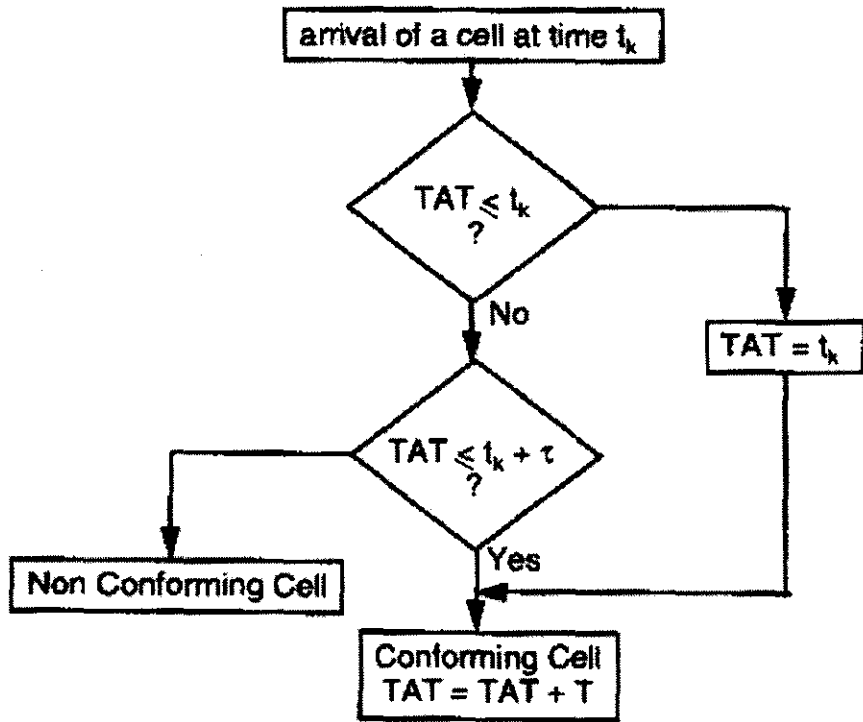 arrival of a cell at time tk
TAT ≤ tk
?
No
TAT = tk
TAT ≤ tk + τ
?
Yes
Non Conforming Cell
Conforming Cell
TAT = TAT + T